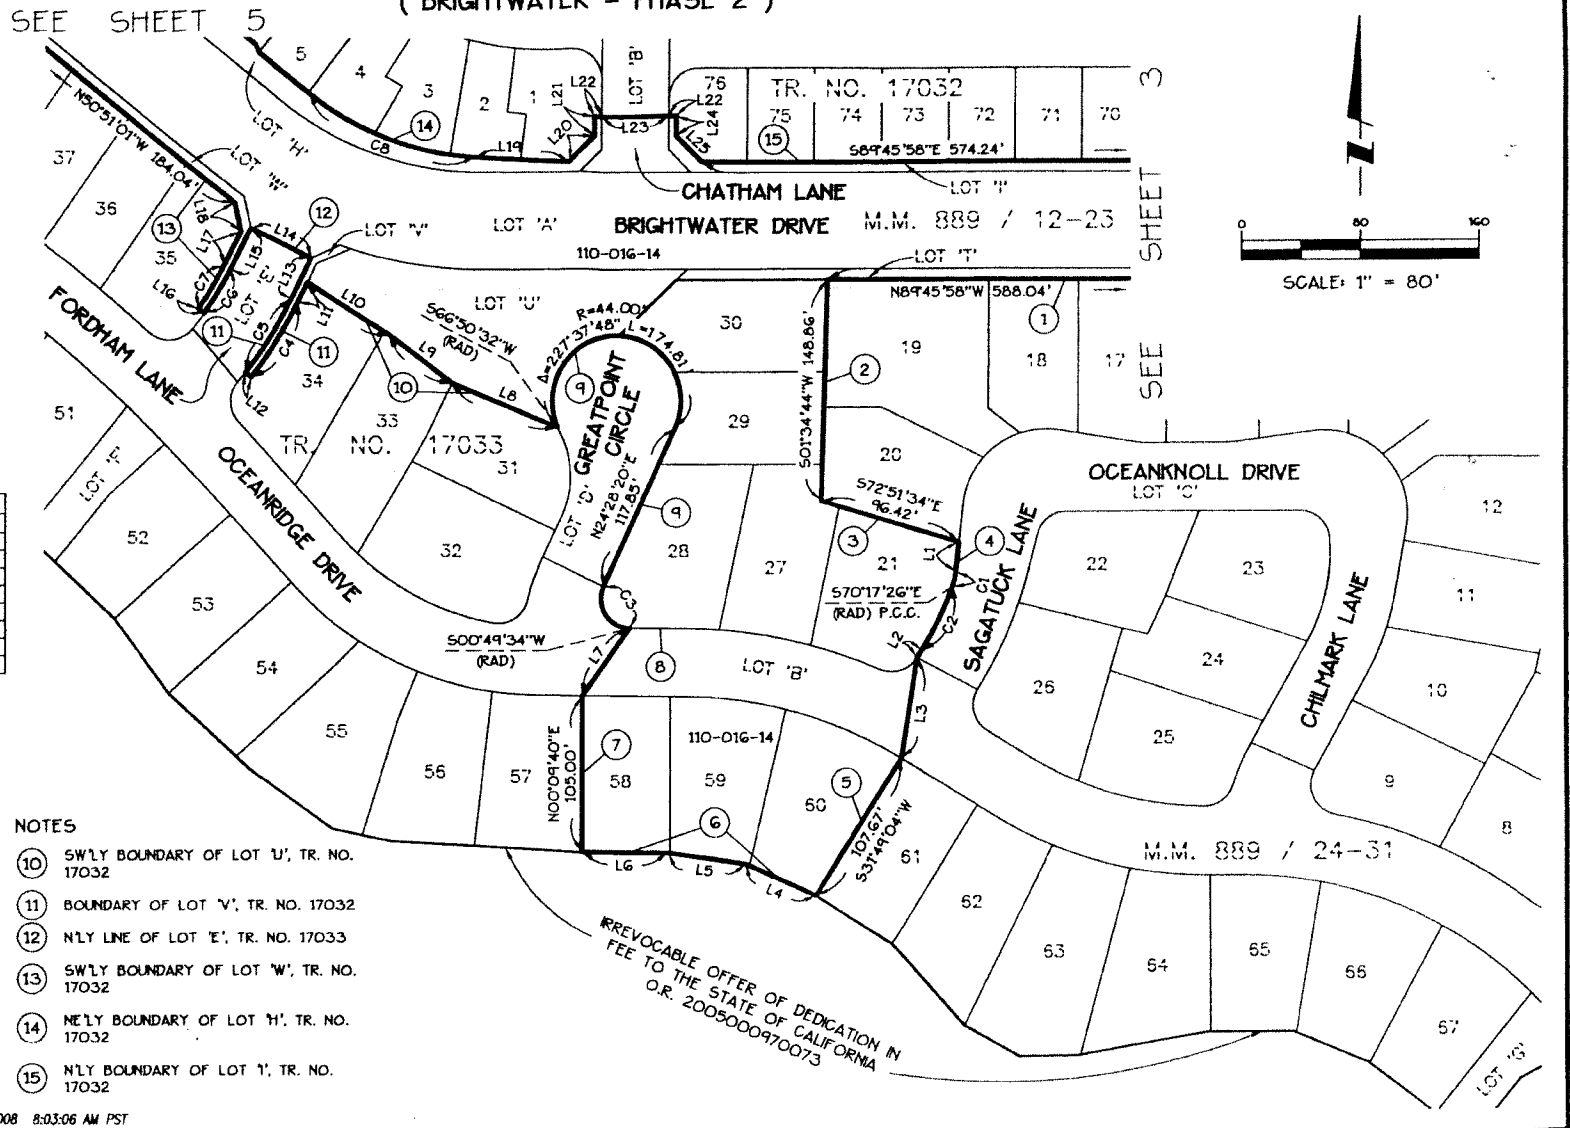 ( BRIGHTWATER - PHASE 2 )
SEE SHEET 5
SEE SHEET 3
5
4
3
2
1
LOT 'B'
L21
L22
L20
L19
L23
L22
L24
L25
76
TR. NO. 17032
75
74
73
72
71
70
15
S89°45'58"E 574.24'
14
C8
LOT 'H'
LOT 'W'
N50°51'01"W 184.04'
37
36
35
13
L18
L17
L16
C7
C6
L15
L14
12
L13
LOT 'E'
LOT 'V'
LOT 'A'
CHATHAM LANE
LOT 'I'
BRIGHTWATER DRIVE
M.M. 889 / 12-23
110-016-14
LOT 'T'
N89°45'58"W 588.04'
1
0
80
160
SCALE: 1" = 80'
FORDHAM LANE
11
C5
C4
L11
11
L12
L10
LOT 'U'
L9
L8
10
S66°50'32"W
(RAD)
R=44.00'
Δ=227°37'48"
L=174.81'
9
GREATPOINT CIRCLE
30
29
S01°34'44"W 148.86'
2
19
18
17
20
34
33
TR. NO. 17033
31
32
LOT 'D'
N24°28'20"E
117.85'
9
28
27
S72°51'34"E
96.42'
3
21
L1
4
C1
S70°17'26"E
(RAD) P.C.C.
C2
L2
SAGATUCK LANE
OCEANKNOLL DRIVE
LOT 'C'
22
23
24
25
26
CHILMARK LANE
12
11
10
9
8
51
LOT 'F'
52
53
54
55
56
57
OCEANRIDGE DRIVE
C3
S00°49'34"W
(RAD)
L7
8
LOT 'B'
L3
N00°09'40"E
105.00'
7
58
110-016-14
59
60
5
6
L6
L5
L4
107.67'
S31°49'04"W
61
62
63
64
65
66
67
LOT 'G'
M.M. 889 / 24-31
IRREVOCABLE OFFER OF DEDICATION IN
FEE TO THE STATE OF CALIFORNIA
O.R. 2005000970073
NOTES
10 SW'LY BOUNDARY OF LOT 'U', TR. NO.
17032
11 BOUNDARY OF LOT 'V', TR. NO. 17032
12 N'LY LINE OF LOT 'E', TR. NO. 17033
13 SW'LY BOUNDARY OF LOT 'W', TR. NO.
17032
14 NE'LY BOUNDARY OF LOT 'H', TR. NO.
17032
15 N'LY BOUNDARY OF LOT 'I', TR. NO.
17032
008 8:03:06 AM PST